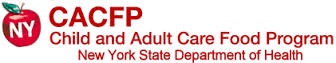 NY
CACFP
Child and Adult Care Food Program
New York State Department of Health